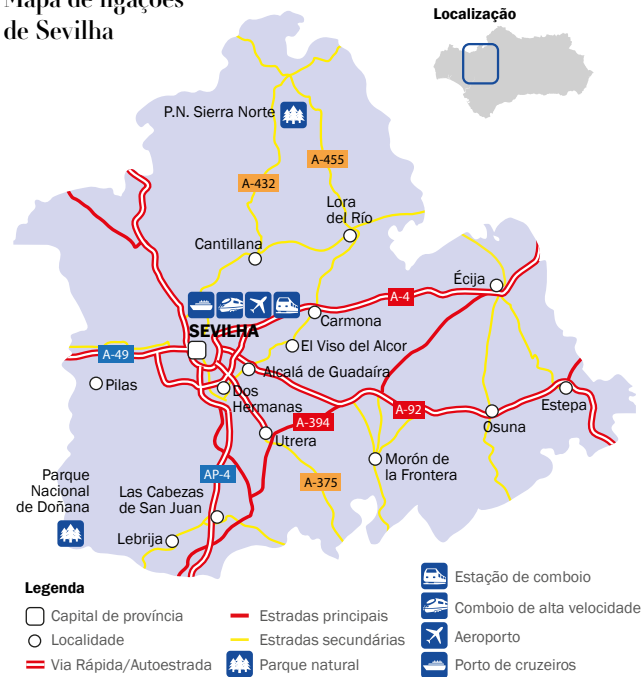 Mapa de ligações
de Sevilha
Localização
P.N. Sierra Norte
A-455
A-432
Lora
del Río
Cantillana
Écija
A-4
Carmona
SEVILHA
El Viso del Alcor
A-49
Alcalá de Guadaíra
Pilas
Dos
Hermanas
A-92
Estepa
A-394
Osuna
Utrera
Morón de
la Frontera
AP-4
A-375
Parque
Nacional
de Doñana
Las Cabezas
de San Juan
Lebrija
Legenda
Capital de província
Localidade
Via Rápida/Autoestrada
Estradas principais
Estradas secundárias
Parque natural
Estação de comboio
Comboio de alta velocidade
Aeroporto
Porto de cruzeiros